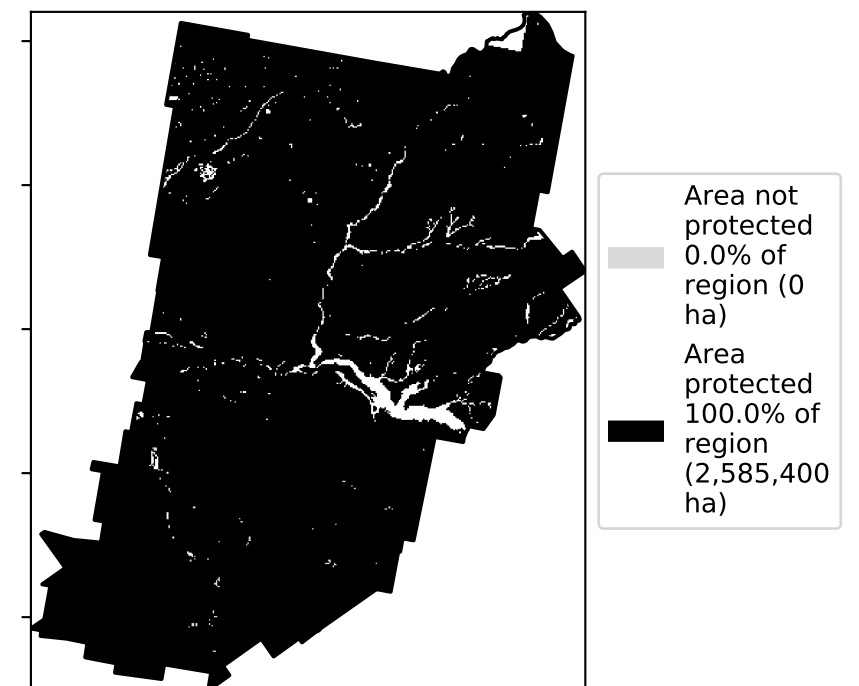 Area not
protected
0.0% of
region (0
ha)
Area
protected
100.0% of
region
(2,585,400
ha)